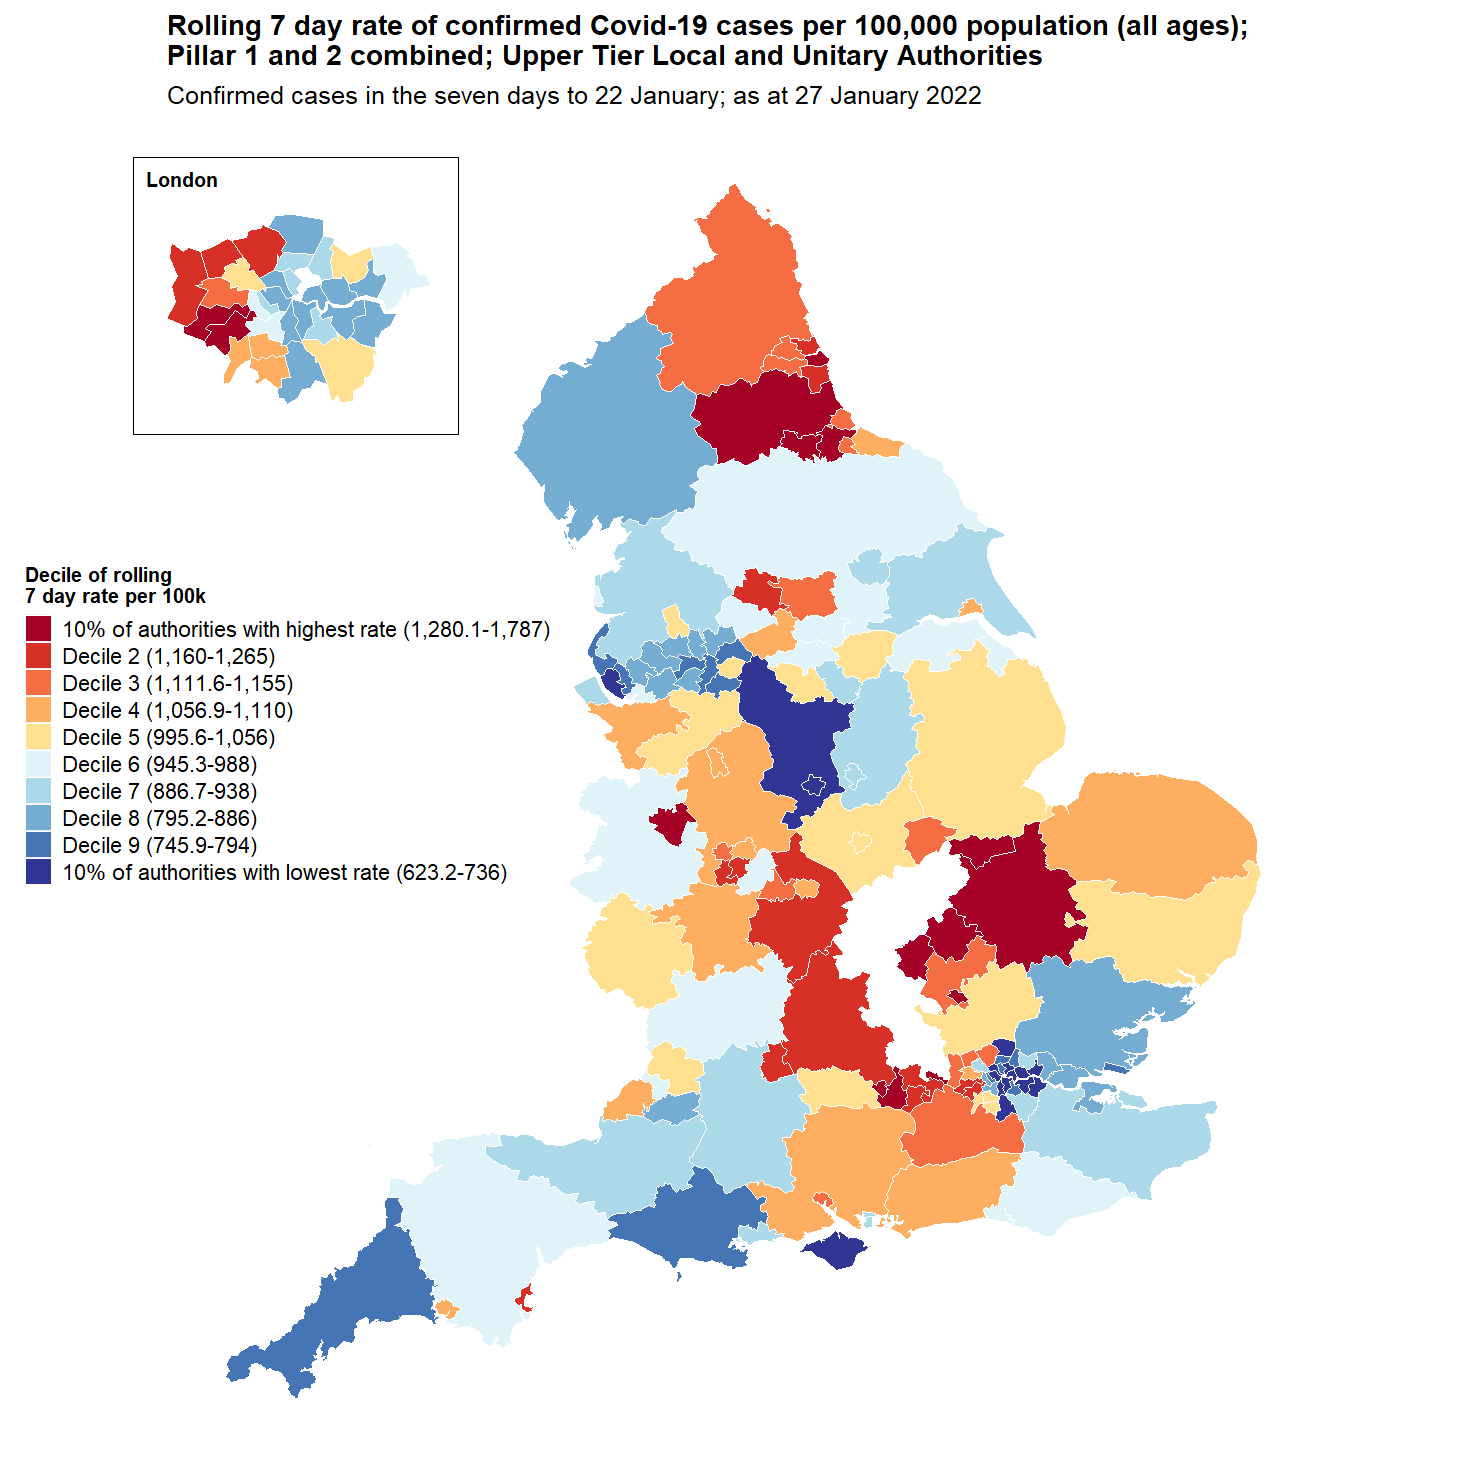 Rolling 7 day rate of confirmed Covid-19 cases per 100,000 population (all ages);
Pillar 1 and 2 combined; Upper Tier Local and Unitary Authorities
Confirmed cases in the seven days to 22 January; as at 27 January 2022
London
Decile of rolling
7 day rate per 100k
10% of authorities with highest rate (1,280.1-1,787)
Decile 2 (1,160-1,265)
Decile 3 (1,111.6-1,155)
Decile 4 (1,056.9-1,110)
Decile 5 (995.6-1,056)
Decile 6 (945.3-988)
Decile 7 (886.7-938)
Decile 8 (795.2-886)
Decile 9 (745.9-794)
10% of authorities with lowest rate (623.2-736)